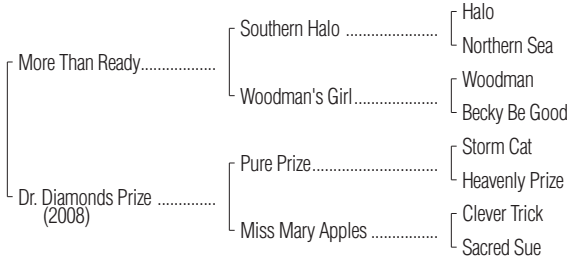 Halo
Southern Halo ....................
Northern Sea
More Than Ready.................
Woodman
Woodman's Girl..................
Becky Be Good
Storm Cat
Pure Prize...........................
Heavenly Prize
Dr. Diamonds Prize .............
(2008)
Clever Trick
Miss Mary Apples ...............
Sacred Sue